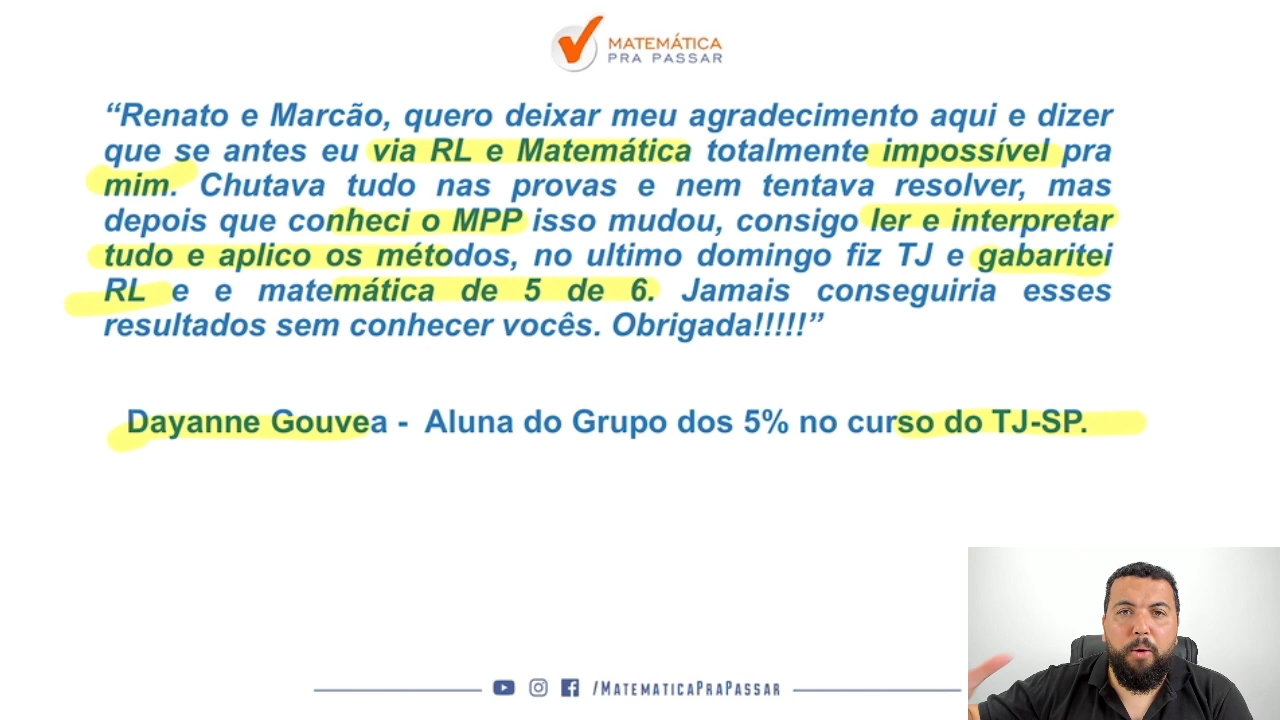 MATEMÁTICA
PRA PASSAR
“Renato e Marcão, quero deixar meu agradecimento aqui e dizer
que se antes eu via RL e Matemática totalmente impossível pra
mim. Chutava tudo nas provas e nem tentava resolver, mas
depois que conheci o MPP isso mudou, consigo ler e interpretar
tudo e aplico os métodos, no ultimo domingo fiz TJ e gabaritei
RL e e matemática de 5 de 6. Jamais conseguiria esses
resultados sem conhecer vocês. Obrigada!!!!!”
Dayanne Gouvea - Aluna do Grupo dos 5% no curso do TJ-SP.
/MATEMATICAPRAPASSAR